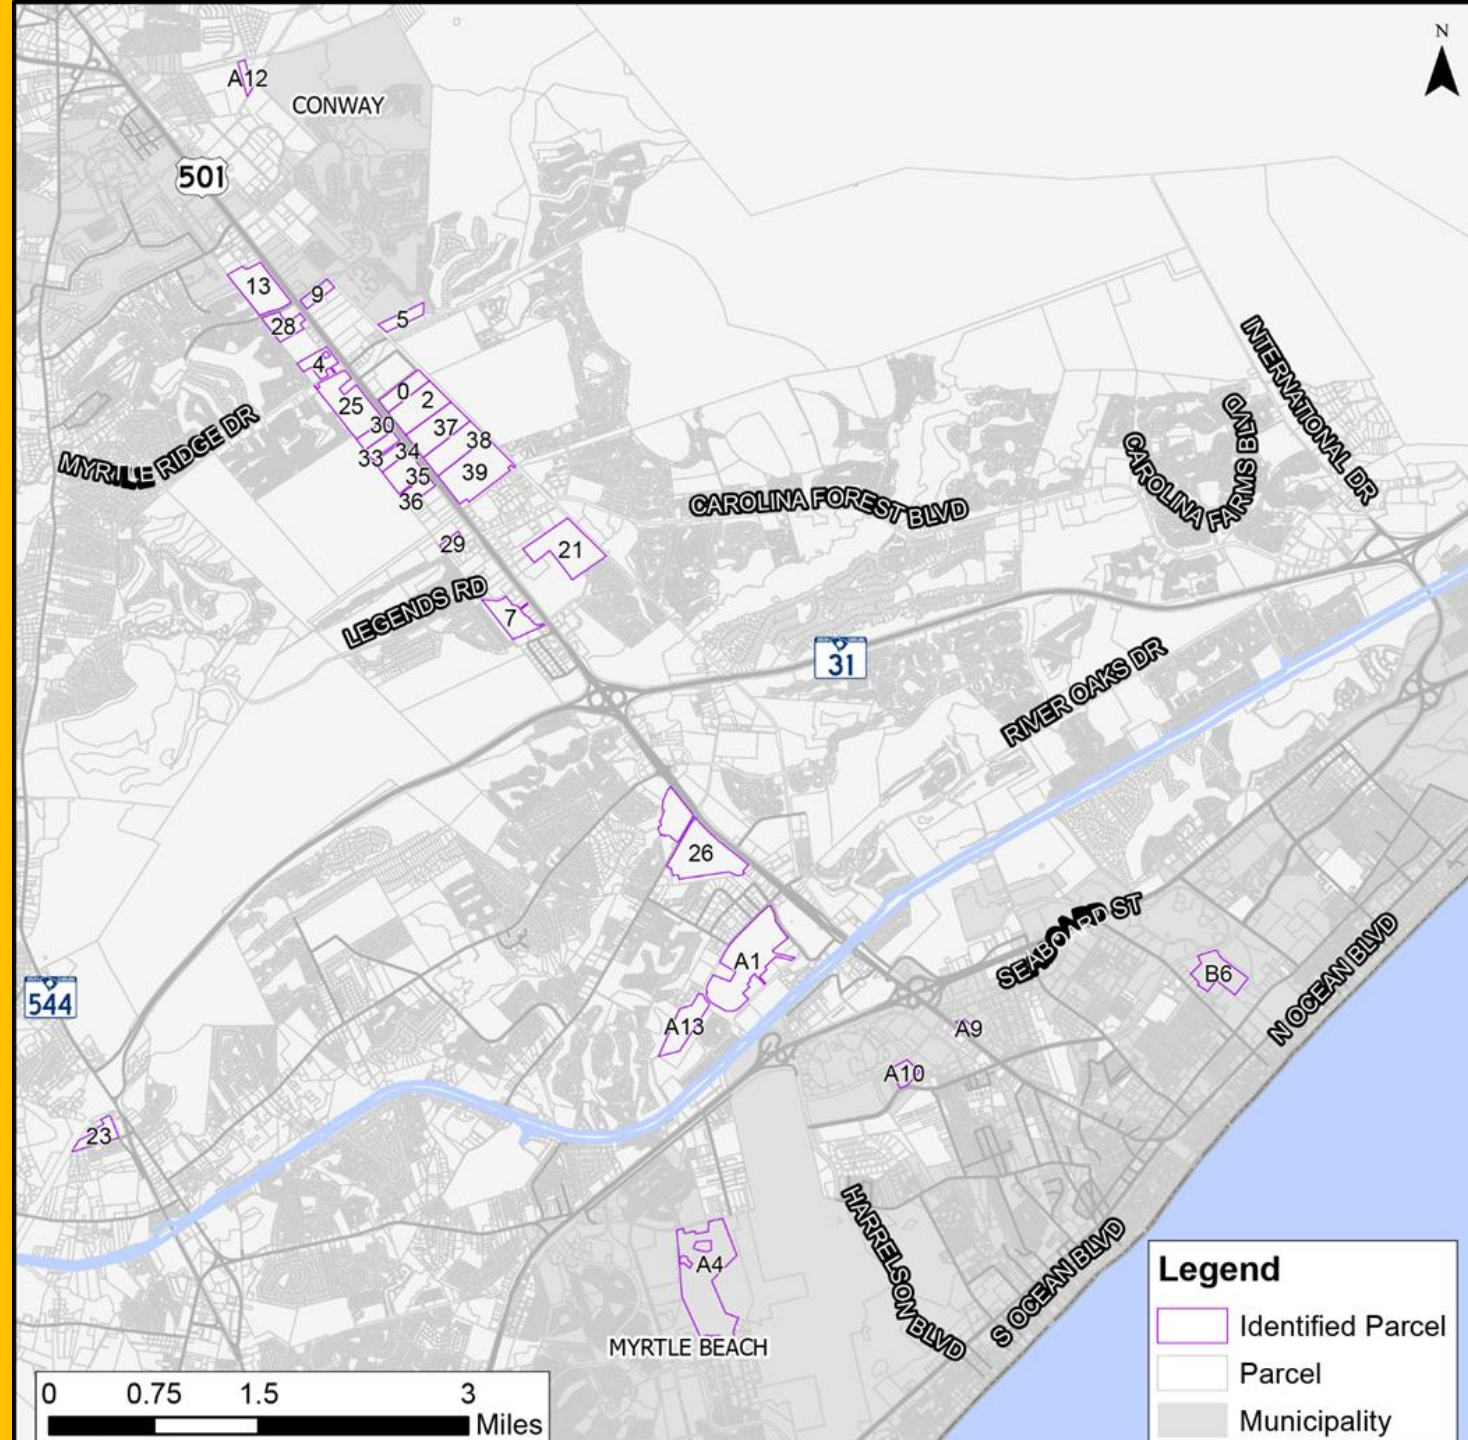 N
A12
CONWAY
501
13
9
28
5
4
0
2
25
30
37
38
33
34
35
39
36
29
21
7
MYRTLE RIDGE DR
LEGENDS RD
CAROLINA FOREST BLVD
CAROLINA FARMS BLVD
INTERNATIONAL DR
31
RIVER OAKS DR
26
A1
A13
SEABOARD ST
B6
N OCEAN BLVD
A9
A10
544
23
HARRELSON BLVD
S OCEAN BLVD
A4
MYRTLE BEACH
0 0.75 1.5 3
Miles
Legend
Identified Parcel
Parcel
Municipality